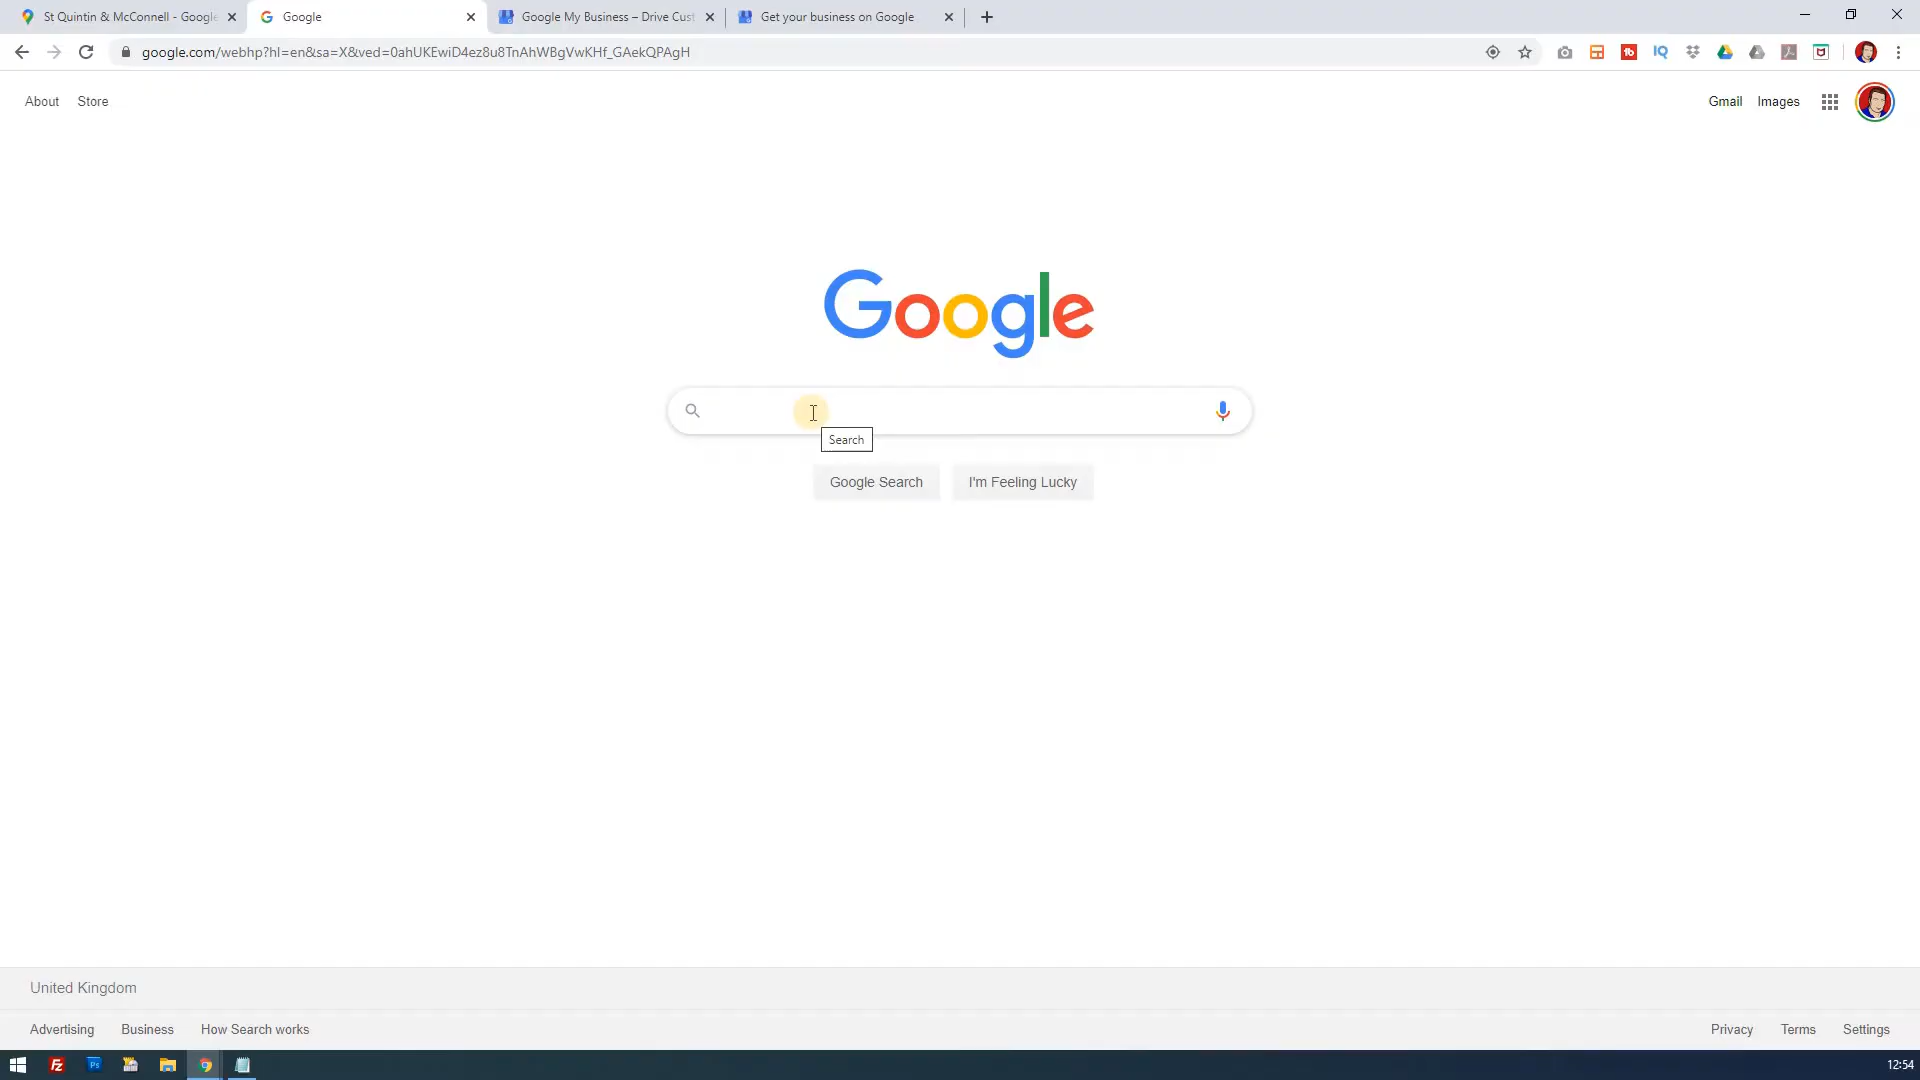 St Quintin & McConnell - Google
Google
Google My Business – Drive Cust
Get your business on Google
google.com/webhp?hl=en&sa=X&ved=0ahUKEwiD4ez8u8TnAhWBgVwKHf_GAekQPAgH
About Store
Gmail Images
Google
Search
Google Search I'm Feeling Lucky
United Kingdom
Advertising Business How Search works
Privacy Terms Settings
12:54